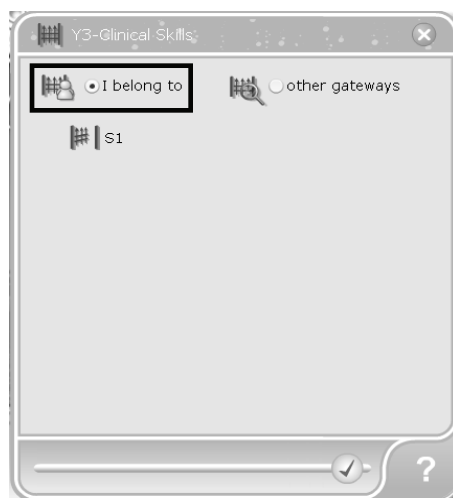 Y3-Clinical Skills
I belong to other gateways
S1
?